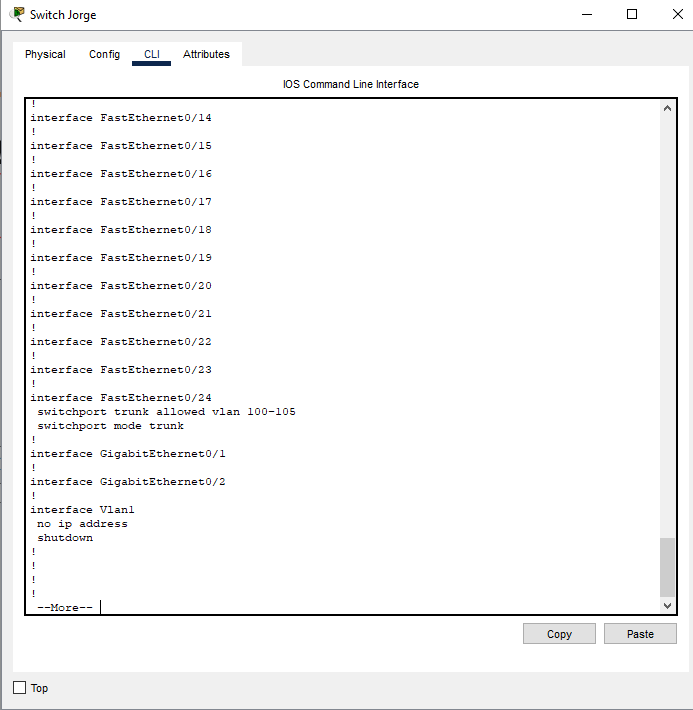 Switch Jorge
Physical Config CLI Attributes
IOS Command Line Interface
!
interface FastEthernet0/14
!
interface FastEthernet0/15
!
interface FastEthernet0/16
!
interface FastEthernet0/17
!
interface FastEthernet0/18
!
interface FastEthernet0/19
!
interface FastEthernet0/20
!
interface FastEthernet0/21
!
interface FastEthernet0/22
!
interface FastEthernet0/23
!
interface FastEthernet0/24
 switchport trunk allowed vlan 100-105
 switchport mode trunk
!
interface GigabitEthernet0/1
!
interface GigabitEthernet0/2
!
interface Vlan1
 no ip address
 shutdown
!
!
!
!
 --More--
Copy Paste
Top